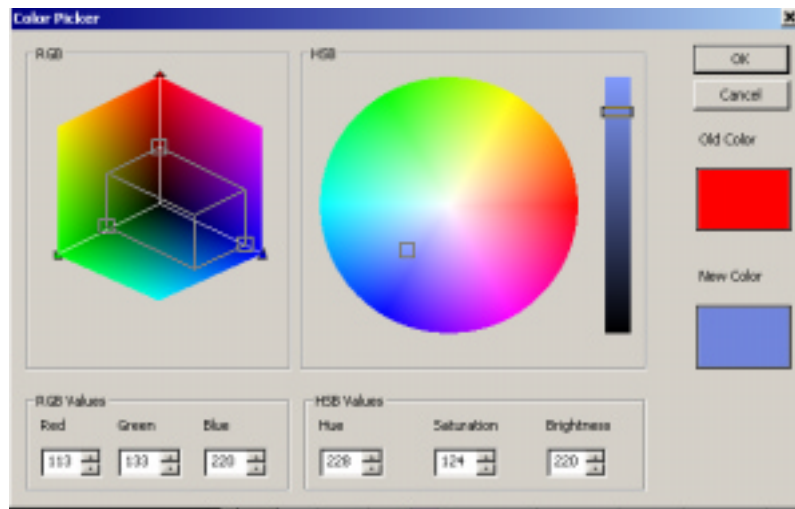 Color Picker
RGB
HSB
OK
Cancel
Old Color
New Color
RGB Values
Red Green Blue
113 133 220
HSB Values
Hue Saturation Brightness
228 124 220